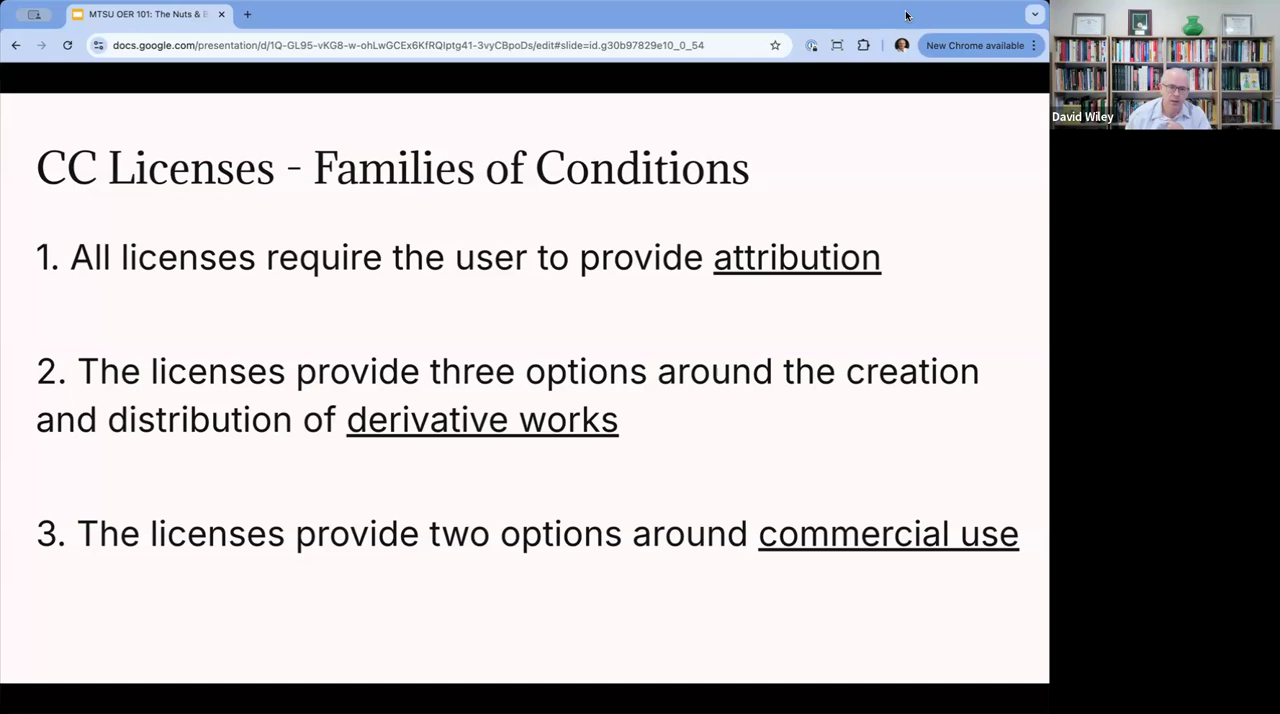 MTSU OER 101: The Nuts & B
docs.google.com/presentation/d/1Q-GL95-vKG8-w-ohLwGCEx6KfRQIptg41-3vyCBpoDs/edit#slide=id.g30b97829e10_0_54
New Chrome available
David Wiley
CC Licenses - Families of Conditions
1. All licenses require the user to provide attribution
2. The licenses provide three options around the creation
and distribution of derivative works
3. The licenses provide two options around commercial use